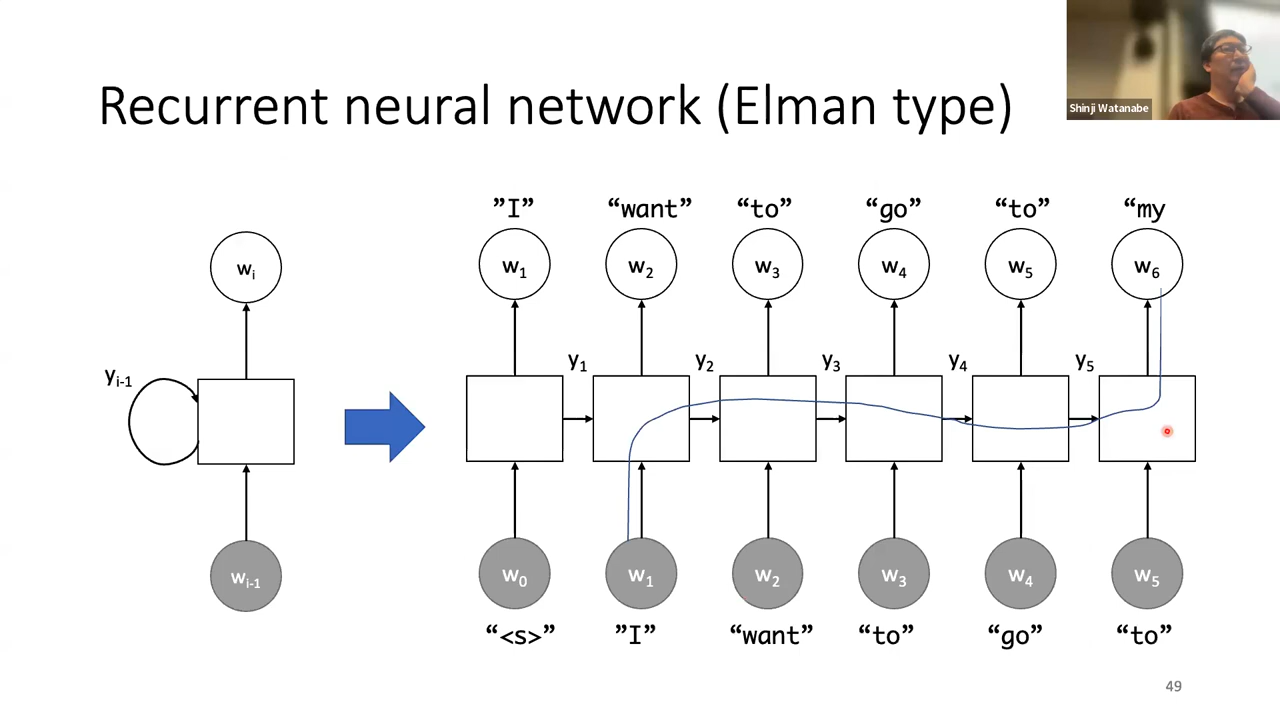 Shinji Watanabe
Recurrent neural network (Elman type)
”I” “want” “to” “go” “to” “my
wᵢ w₁ w₂ w₃ w₄ w₅ w₆
yᵢ₋₁ y₁ y₂ y₃ y₄ y₅
wᵢ₋₁ w₀ w₁ w₂ w₃ w₄ w₅
“<s>” ”I” “want” “to” “go” “to”
49